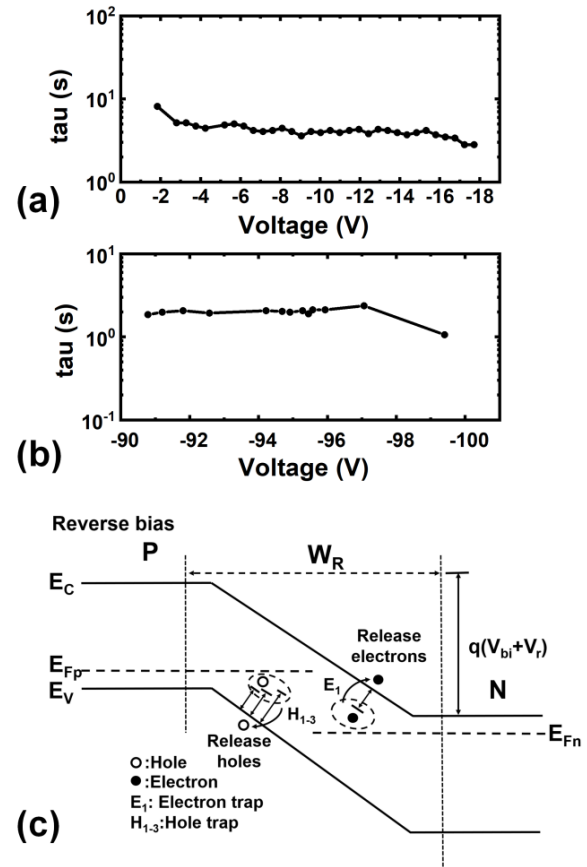 10²
10¹
10⁰
tau (s)
0 -2 -4 -6 -8 -10 -12 -14 -16 -18
Voltage (V)
(a)
10¹
10⁰
10⁻¹
tau (s)
-90 -92 -94 -96 -98 -100
Voltage (V)
(b)
Reverse bias
P
W_R
E_C
Release
electrons
q(V_bi+V_r)
E_Fp
E_1
N
E_V
H_1-3
E_Fn
Release
holes
:Hole
:Electron
E_1: Electron trap
H_1-3:Hole trap
(c)